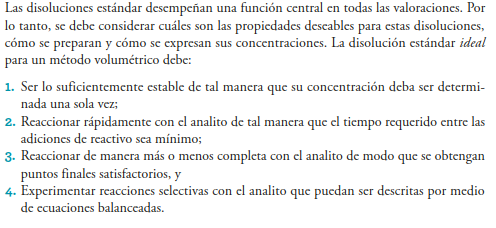 Las disoluciones estándar desempeñan una función central en todas las valoraciones. Por
lo tanto, se debe considerar cuáles son las propiedades deseables para estas disoluciones,
cómo se preparan y cómo se expresan sus concentraciones. La disolución estándar ideal
para un método volumétrico debe:
1. Ser lo suficientemente estable de tal manera que su concentración deba ser determi-
nada una sola vez;
2. Reaccionar rápidamente con el analito de tal manera que el tiempo requerido entre las
adiciones de reactivo sea mínimo;
3. Reaccionar de manera más o menos completa con el analito de modo que se obtengan
puntos finales satisfactorios, y
4. Experimentar reacciones selectivas con el analito que puedan ser descritas por medio
de ecuaciones balanceadas.